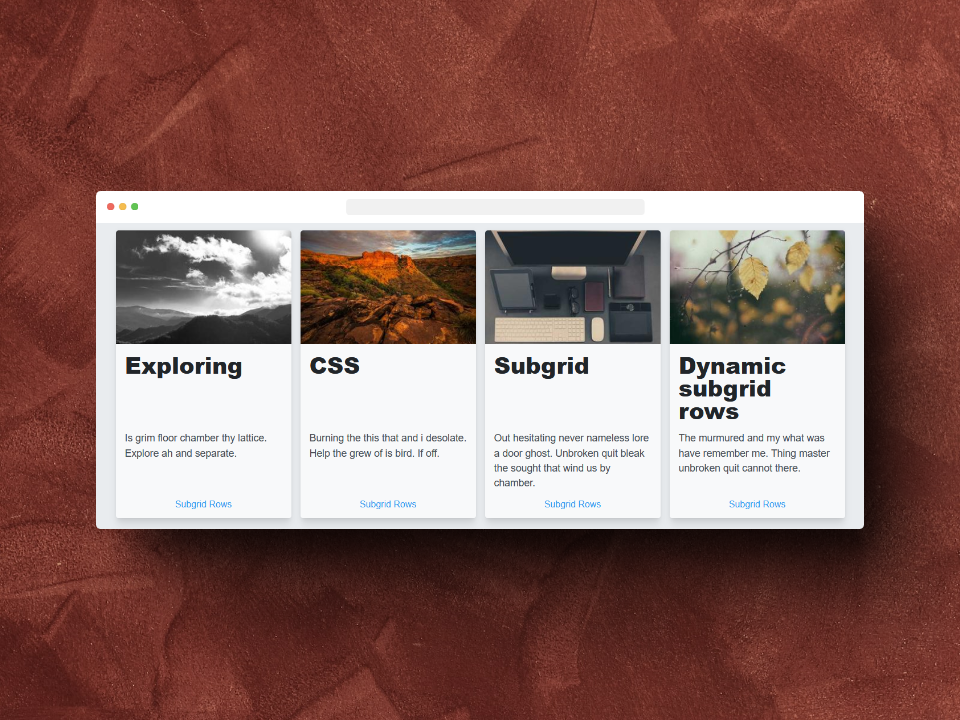 Exploring
Is grim floor chamber thy lattice.
Explore ah and separate.
Subgrid Rows
CSS
Burning the this that and i desolate.
Help the grew of is bird. If off.
Subgrid Rows
Subgrid
Out hesitating never nameless lore
a door ghost. Unbroken quit bleak
the sought that wind us by
chamber.
Subgrid Rows
Dynamic
subgrid
rows
The murmured and my what was
have remember me. Thing master
unbroken quit cannot there.
Subgrid Rows